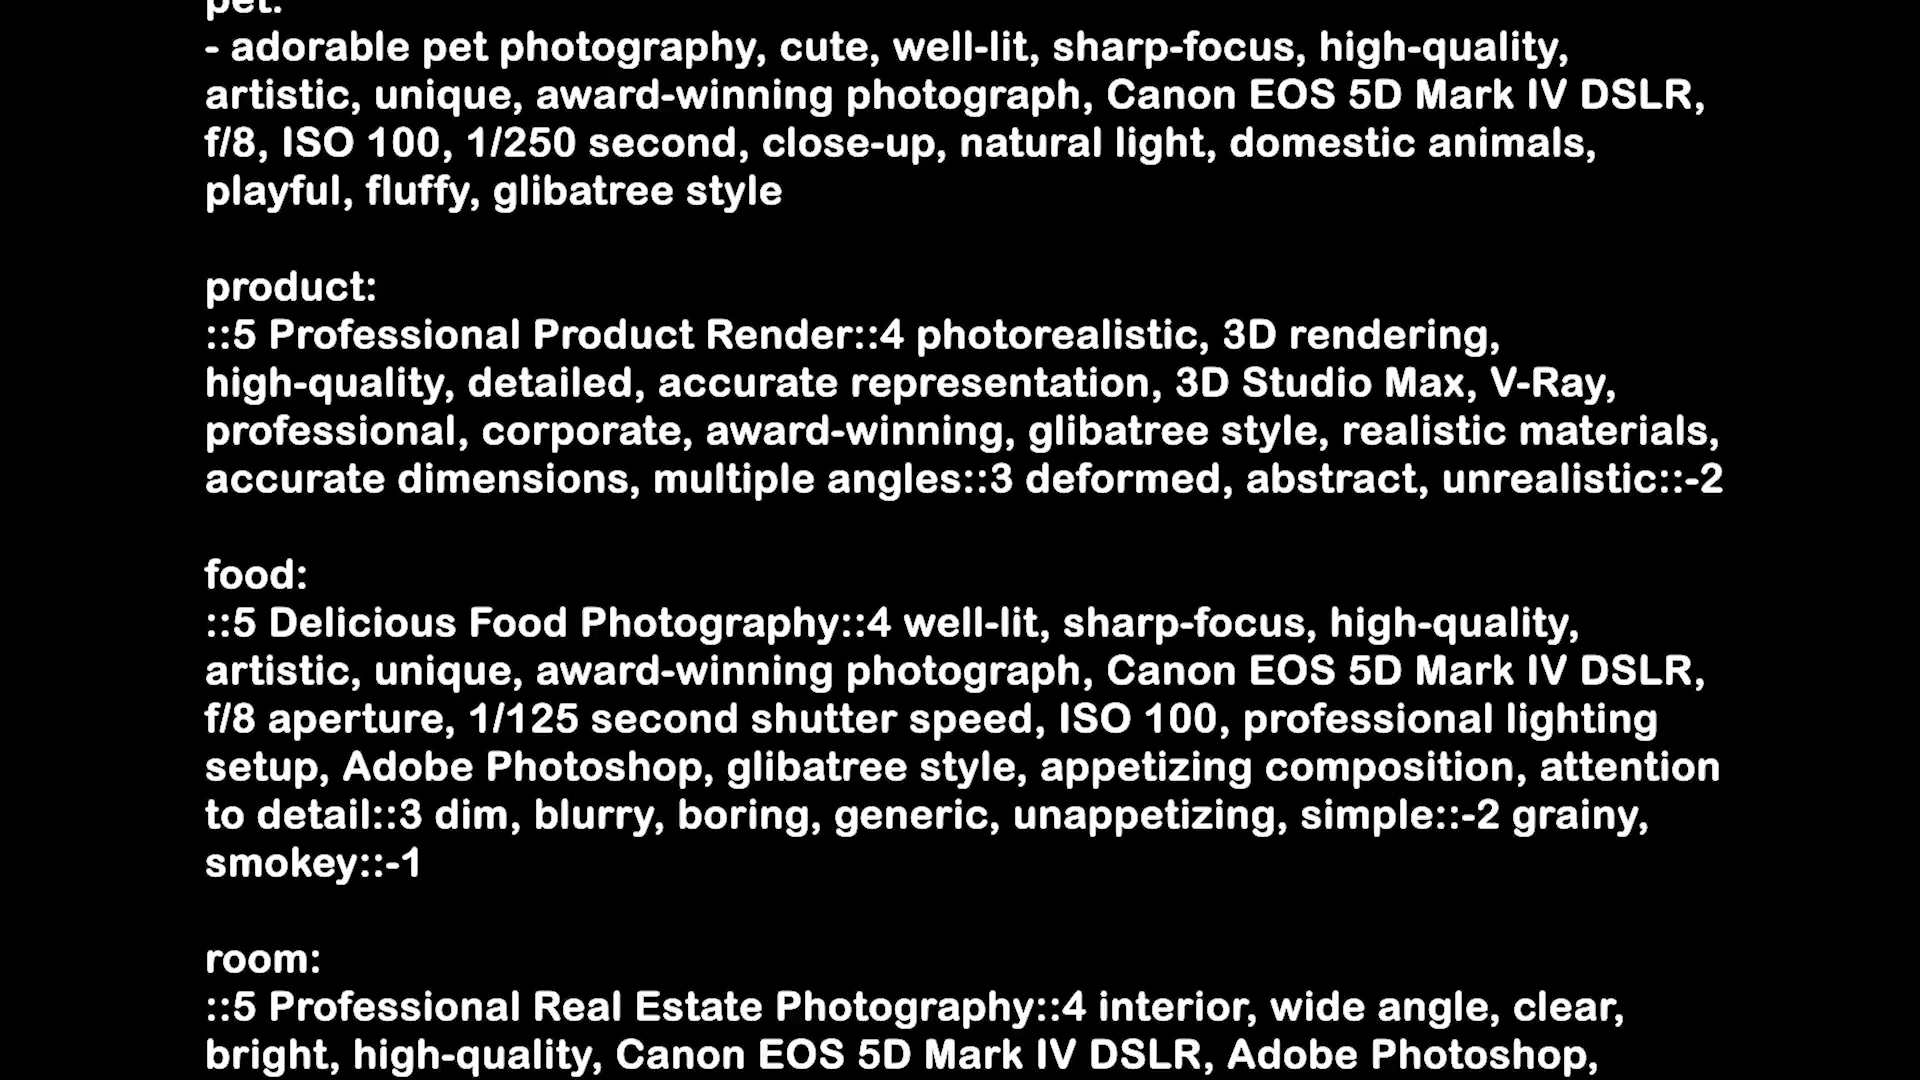 pet:
- adorable pet photography, cute, well-lit, sharp-focus, high-quality,
artistic, unique, award-winning photograph, Canon EOS 5D Mark IV DSLR,
f/8, ISO 100, 1/250 second, close-up, natural light, domestic animals,
playful, fluffy, glibatree style
product:
::5 Professional Product Render::4 photorealistic, 3D rendering,
high-quality, detailed, accurate representation, 3D Studio Max, V-Ray,
professional, corporate, award-winning, glibatree style, realistic materials,
accurate dimensions, multiple angles::3 deformed, abstract, unrealistic::-2
food:
::5 Delicious Food Photography::4 well-lit, sharp-focus, high-quality,
artistic, unique, award-winning photograph, Canon EOS 5D Mark IV DSLR,
f/8 aperture, 1/125 second shutter speed, ISO 100, professional lighting
setup, Adobe Photoshop, glibatree style, appetizing composition, attention
to detail::3 dim, blurry, boring, generic, unappetizing, simple::-2 grainy,
smokey::-1
room:
::5 Professional Real Estate Photography::4 interior, wide angle, clear,
bright, high-quality, Canon EOS 5D Mark IV DSLR, Adobe Photoshop,